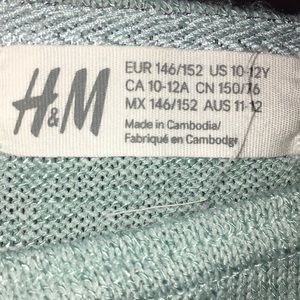 H&M
EUR 146/152 US 10-12Y
CA 10-12A CN 150/76
MX 146/152 AUS 11-12
Made in Cambodia/
Fabriqué en Cambodge